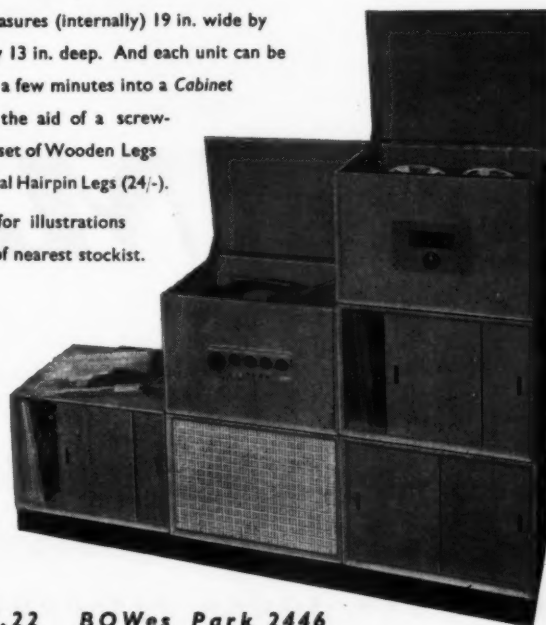 asures (internally) 19 in. wide by
13 in. deep. And each unit can be
a few minutes into a Cabinet
the aid of a screw-
set of Wooden Legs
al Hairpin Legs (24/-).
for illustrations
of nearest stockist.
.22 BOWes Park 2446